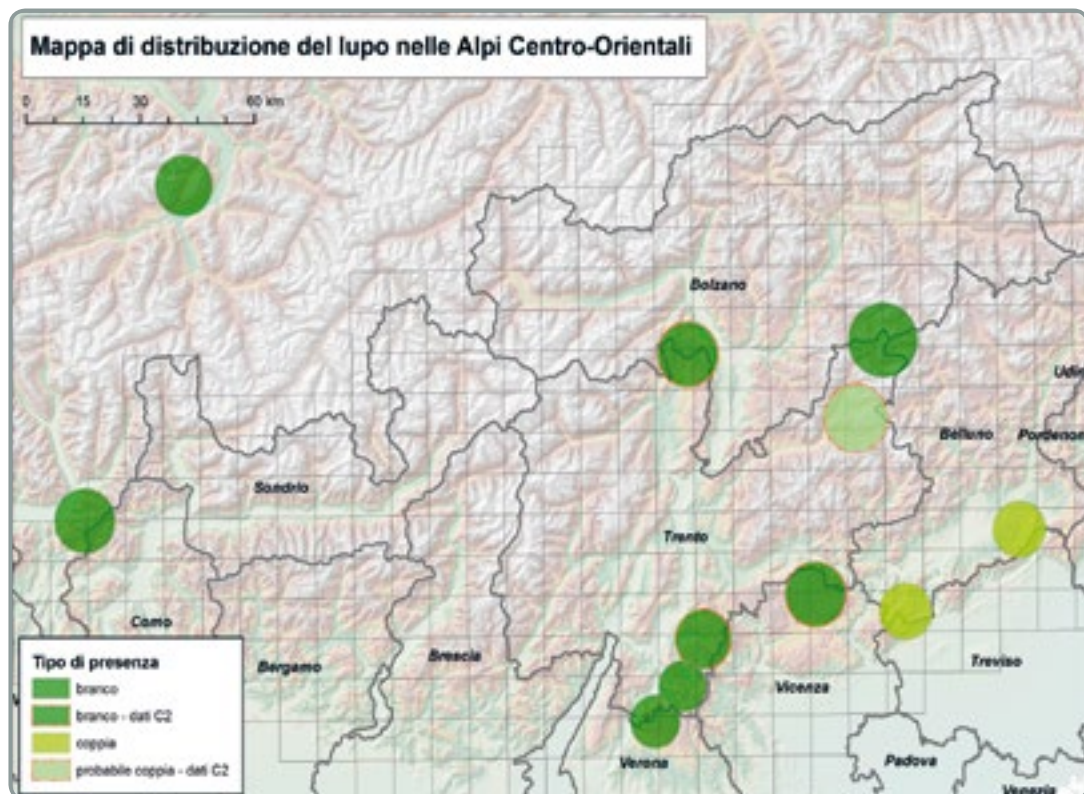 Mappa di distribuzione del lupo nelle Alpi Centro-Orientali
0 15 30 60 km
Bolzano
Belluno
Sondrio
Trento
Como
Bergamo
Brescia
Vicenza
Treviso
Verona
Padova
Venezia
Tipo di presenza
branco
branco - dati C2
coppia
probabile coppia - dati C2